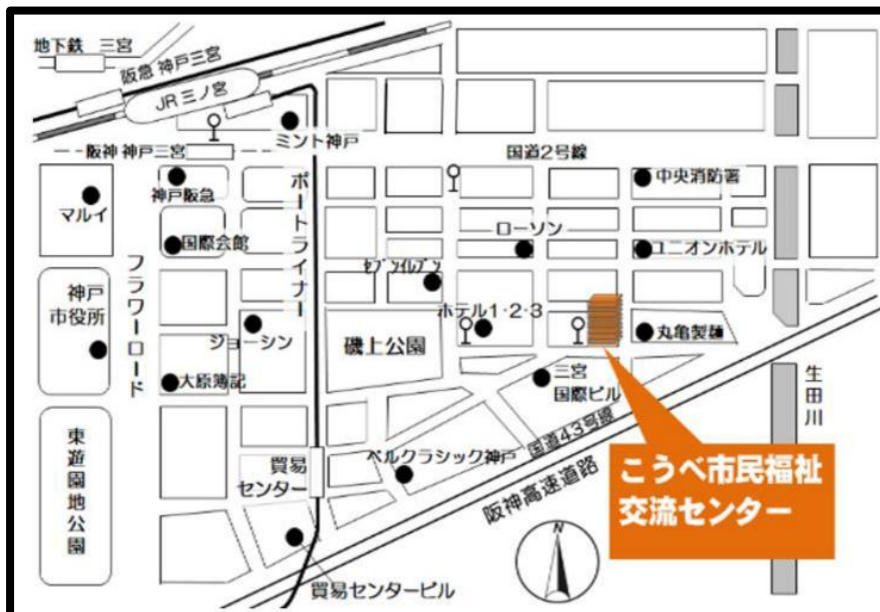 地下鉄 三宮
阪急 神戸三宮
JR 三ノ宮
ミント神戸
阪神 神戸三宮
国道2号線
中央消防署
神戸阪急
マルイ
ポートライナー
ローソン
国際会館
ユニオンホテル
セブンイレブン
フラワーロード
神戸
市役所
ホテル1・2・3
ジョーシン
磯上公園
丸亀製麺
大原簿記
三宮
国際ビル
生田川
国道43号線
東遊園地公園
貿易
センター
ベルクラシック神戸
阪神高速道路
こうべ市民福祉
交流センター
N
貿易センタービル